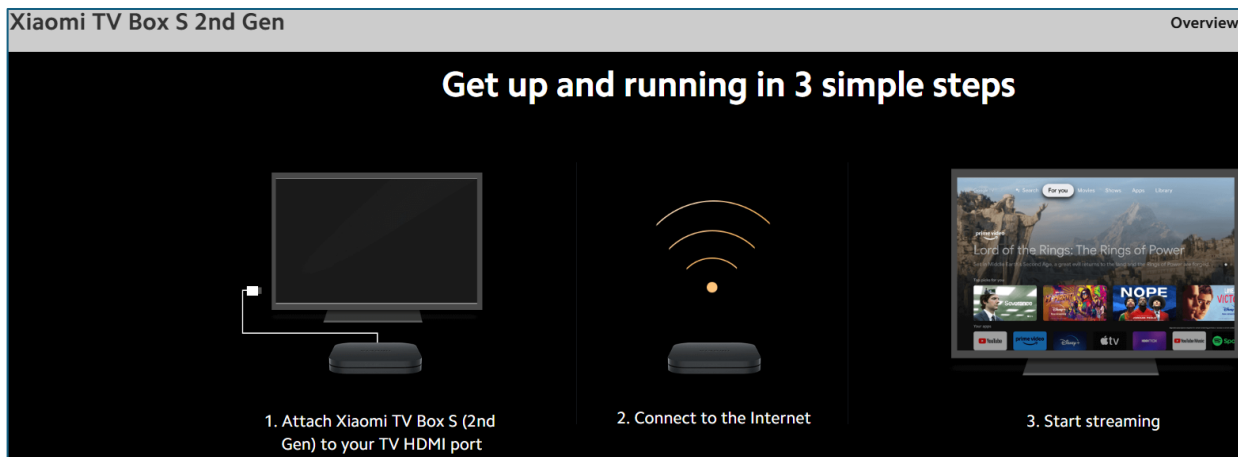 Xiaomi TV Box S 2nd Gen
Overview
Get up and running in 3 simple steps
Search For you Movies Shows Apps Library
prime video
Lord of the Rings: The Rings of Power
NOPE
YouTube prime video Disney+ tv YouTube Music
1. Attach Xiaomi TV Box S (2nd
Gen) to your TV HDMI port
2. Connect to the Internet
3. Start streaming